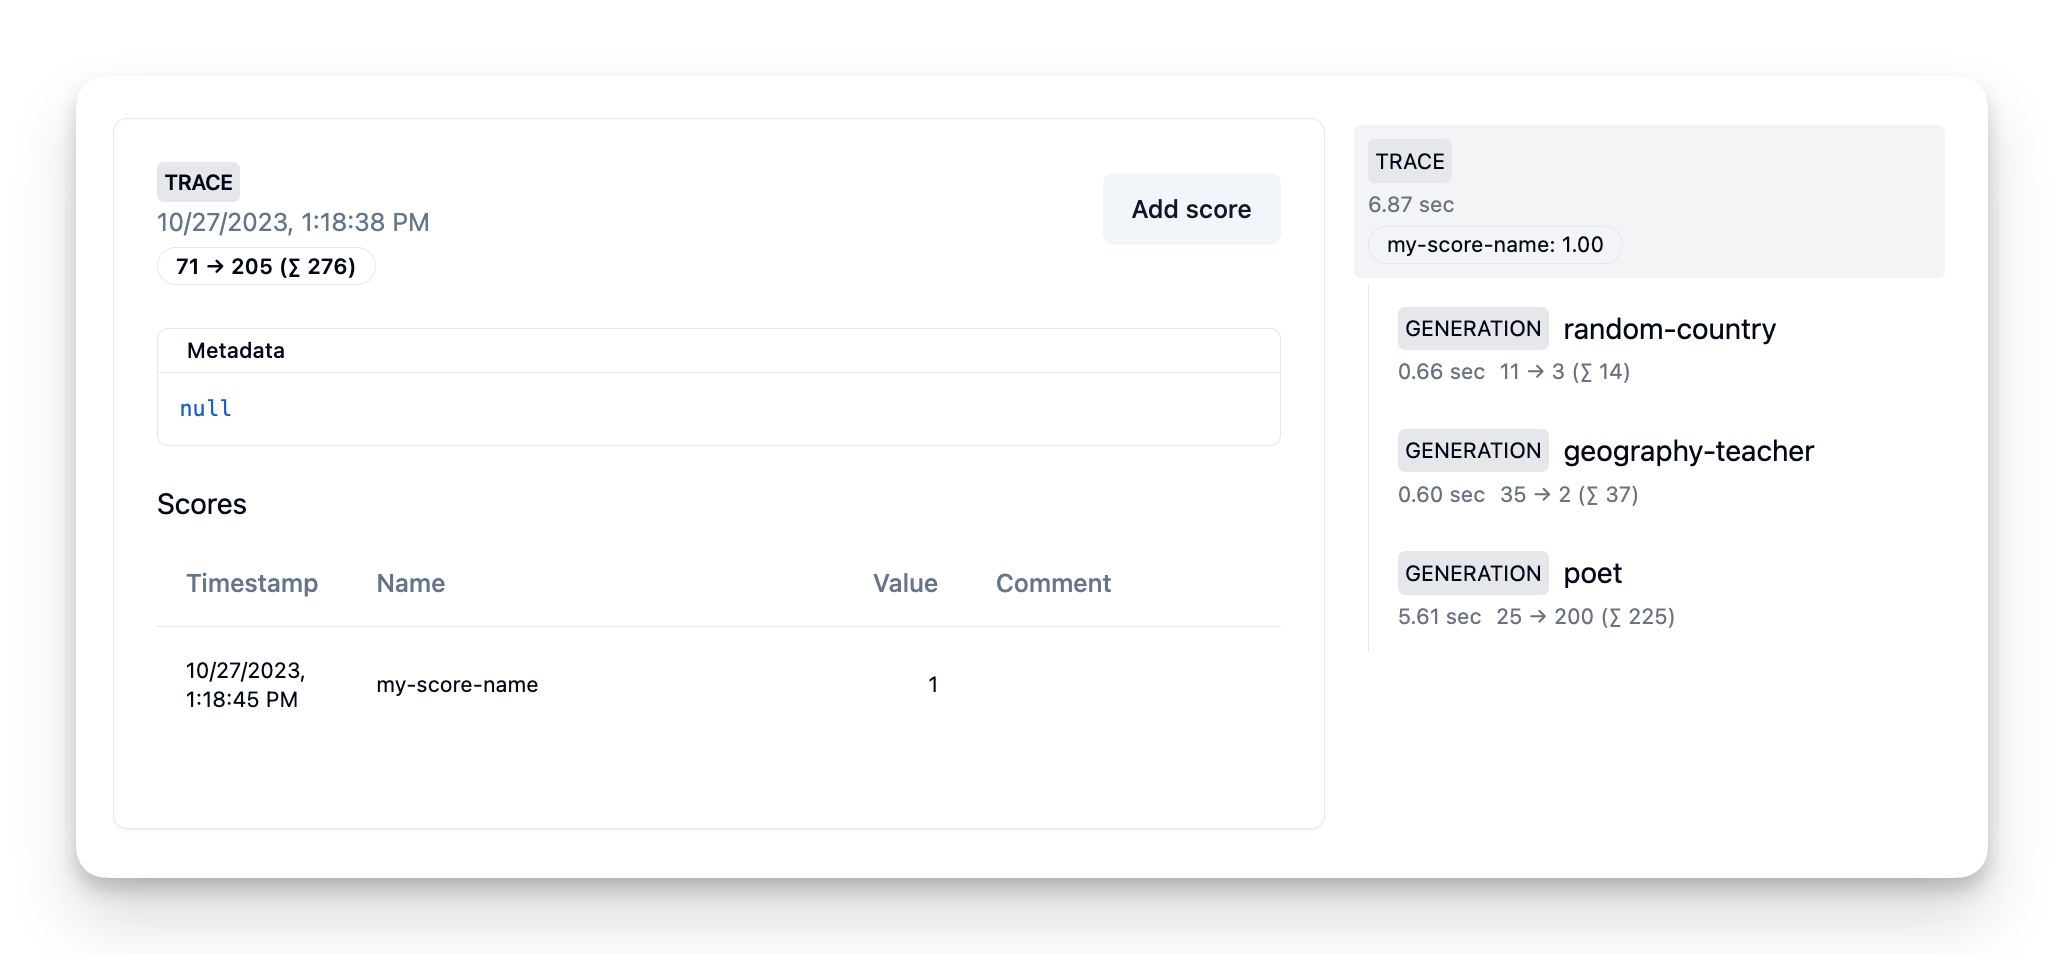 TRACE
10/27/2023, 1:18:38 PM
71 → 205 (∑ 276)
Add score
Metadata
null
Scores
Timestamp Name Value Comment
10/27/2023,
1:18:45 PM
my-score-name 1
TRACE
6.87 sec
my-score-name: 1.00
GENERATION random-country
0.66 sec 11 → 3 (∑ 14)
GENERATION geography-teacher
0.60 sec 35 → 2 (∑ 37)
GENERATION poet
5.61 sec 25 → 200 (∑ 225)